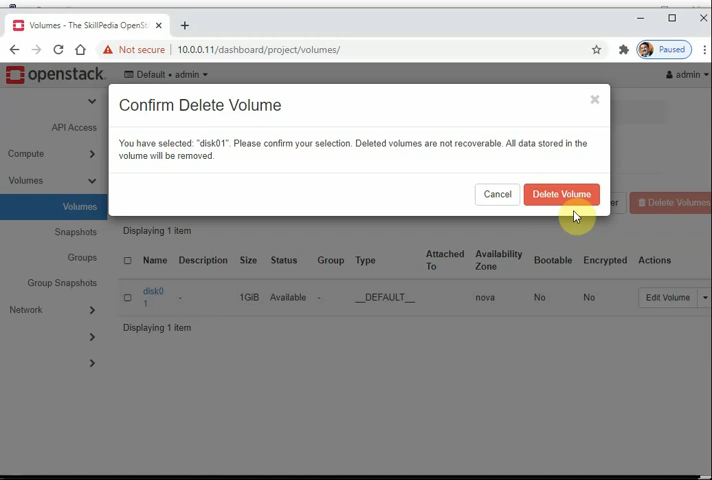 Volumes - The SkillPedia OpenSt
Not secure
10.0.0.11/dashboard/project/volumes/
Paused
openstack.
Default • admin
admin
Confirm Delete Volume
You have selected: "disk01". Please confirm your selection. Deleted volumes are not recoverable. All data stored in the
volume will be removed.
Cancel
Delete Volume
API Access
Compute
Volumes
Volumes
Snapshots
Groups
Group Snapshots
Network
er
Delete Volumes
Displaying 1 item
Name
Description
Size
Status
Group
Type
Attached
To
Availability
Zone
Bootable
Encrypted
Actions
disk0
1
-
1GiB
Available
-
__DEFAULT__
nova
No
No
Edit Volume
Displaying 1 item